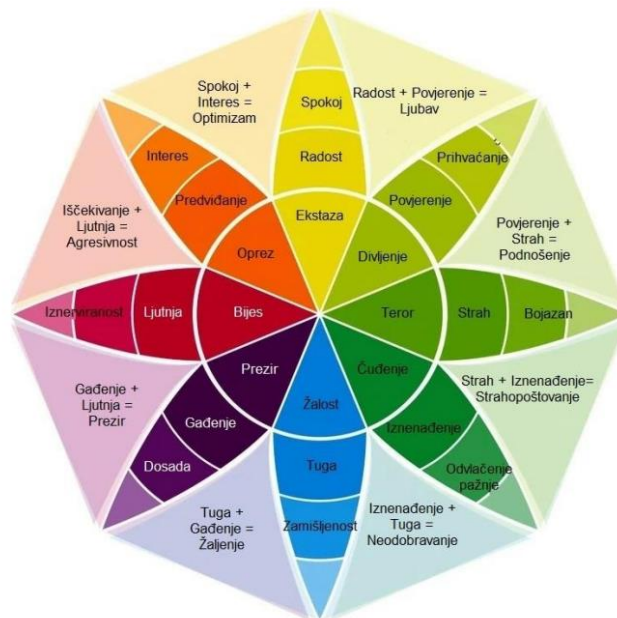 Spokoj +
Interes =
Optimizam
Spokoj
Radost
Ekstaza
Radost + Povjerenje =
Ljubav
Prihvaćanje
Povjerenje
Divljenje
Povjerenje +
Strah =
Podnošenje
Interes
Predviđanje
Oprez
Iščekivanje +
Ljutnja =
Agresivnost
Iznerviranost
Ljutnja
Bijes
Teror
Strah
Bojazan
Gađenje +
Ljutnja =
Prezir
Prezir
Gađenje
Dosada
Žalost
Tuga
Zamišljenost
Čuđenje
Iznenađenje
Odvlačenje
pažnje
Strah + Iznenađenje=
Strahopoštovanje
Tuga +
Gađenje =
Žaljenje
Iznenađenje +
Tuga =
Neodobravanje